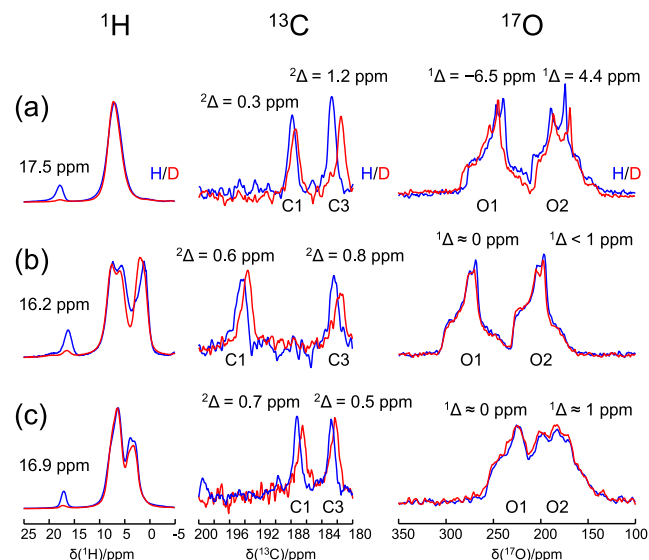 ¹H ¹³C ¹⁷O
(a)
17.5 ppm
H/D
²Δ = 0.3 ppm
²Δ = 1.2 ppm
C1 C3
H/D
¹Δ = −6.5 ppm ¹Δ = 4.4 ppm
H/D
O1 O2
(b)
16.2 ppm
²Δ = 0.6 ppm ²Δ = 0.8 ppm
C1 C3
¹Δ ≈ 0 ppm ¹Δ < 1 ppm
O1 O2
(c)
16.9 ppm
²Δ = 0.7 ppm ²Δ = 0.5 ppm
C1 C3
¹Δ ≈ 0 ppm ¹Δ ≈ 1 ppm
O1 O2
25 20 15 10 5 0 -5
δ(¹H)/ppm
200 196 192 188 184 180
δ(¹³C)/ppm
350 300 250 200 150 100
δ(¹⁷O)/ppm